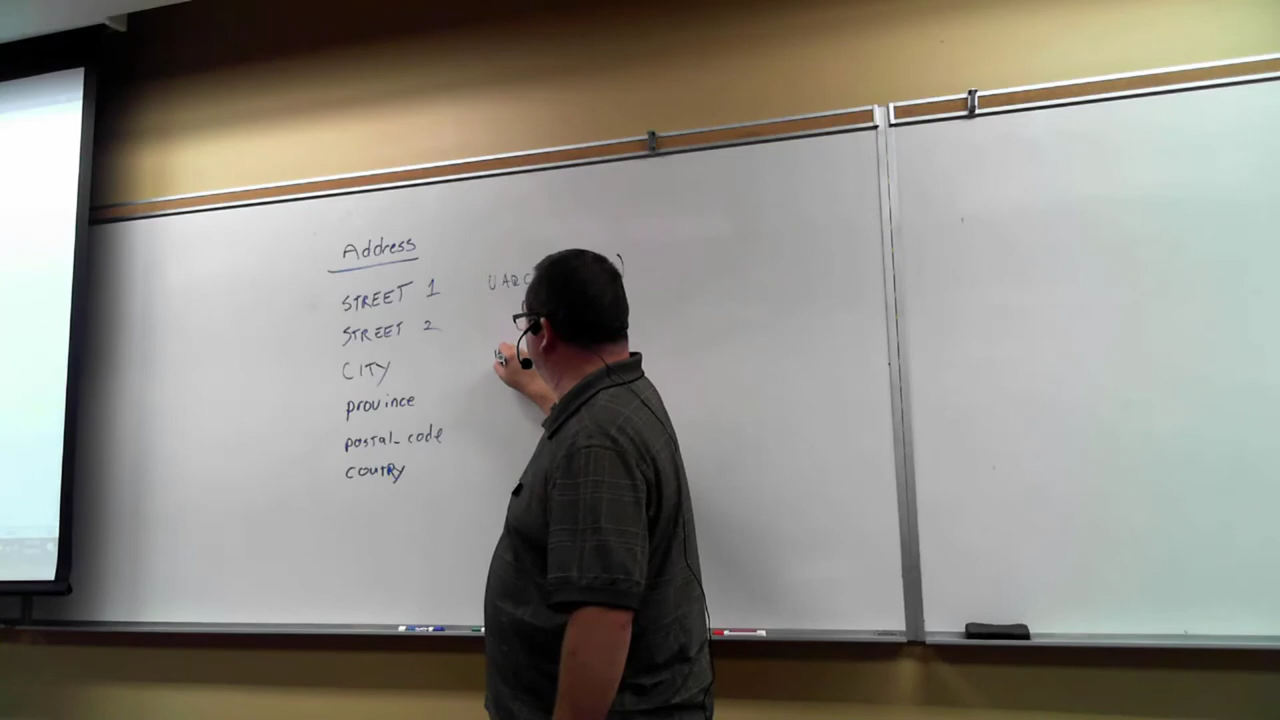 Address
STREET 1
STREET 2
CITY
province
postal_code
coutry